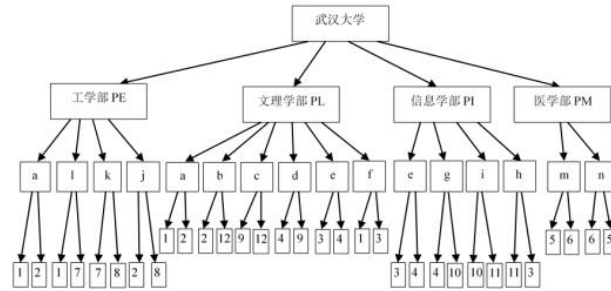 武汉大学
工学部 PE 文理学部 PL 信息学部 PI 医学部 PM
a l k j a b c d e f e g i h m n
1 2 1 7 7 8 2 8 1 2 2 12 9 12 4 9 3 4 1 3 3 4 4 10 10 11 11 3 5 6 6 5